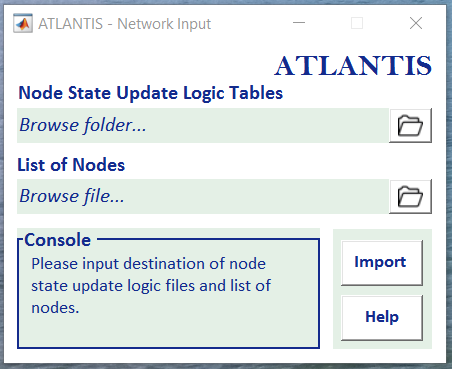 ATLANTIS - Network Input
ATLANTIS
Node State Update Logic Tables
Browse folder...
List of Nodes
Browse file...
Console
Please input destination of node
state update logic files and list of
nodes.
Import
Help